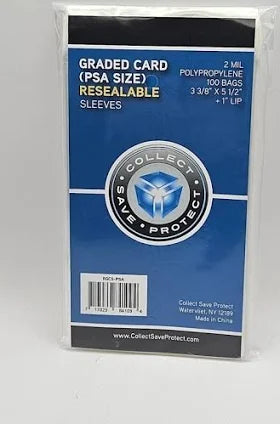 GRADED CARD
(PSA SIZE)
RESEALABLE
SLEEVES
2 MIL
POLYPROPYLENE
100 BAGS
3 3/8" X 5 1/2"
+ 1" LIP
COLLECT
SAVE • PROTECT
Collect Save Protect
Watervliet, NY 12189
Made in China
www.CollectSaveProtect.com